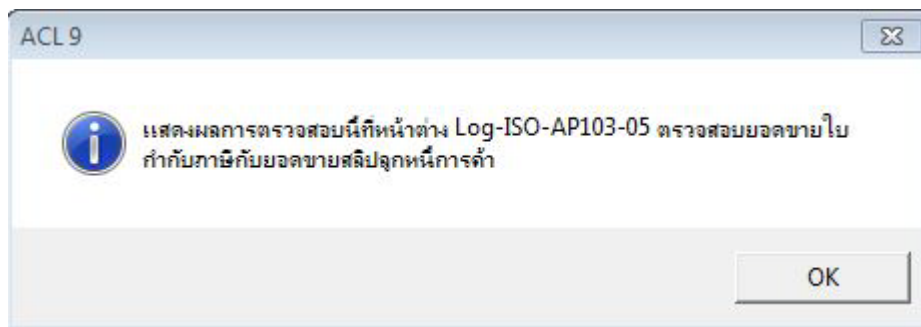 ACL 9
แสดงผลการตรวจสอบนี้ที่หน้าต่าง Log-ISO-AP103-05 ตรวจสอบยอดขายใบ
กำกับภาษีกับยอดขายสลิปลูกหนี้การค้า
OK